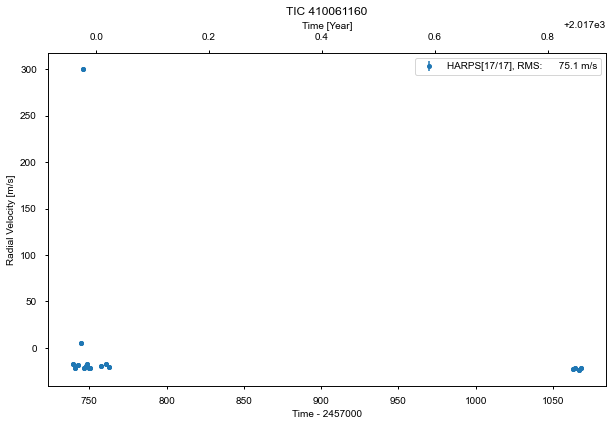 TIC 410061160
Time [Year]
+2.017e3
0.0 0.2 0.4 0.6 0.8
HARPS[17/17], RMS: 75.1 m/s
Radial Velocity [m/s]
300
250
200
150
100
50
0
750 800 850 900 950 1000 1050
Time - 2457000